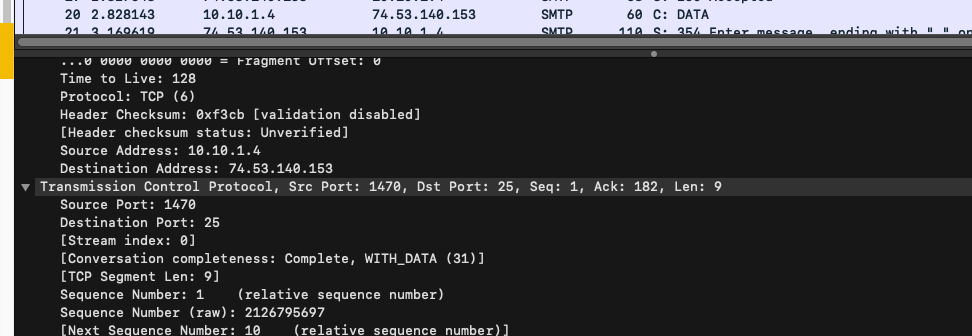 20 2.828143 10.10.1.4 74.53.140.153 SMTP 60 C: DATA
21 3.169619 74.53.140.153 10.10.1.4 SMTP 110 S: 354 Enter message, ending with "."
...0 0000 0000 0000 = Fragment Offset: 0
Time to Live: 128
Protocol: TCP (6)
Header Checksum: 0xf3cb [validation disabled]
[Header checksum status: Unverified]
Source Address: 10.10.1.4
Destination Address: 74.53.140.153
Transmission Control Protocol, Src Port: 1470, Dst Port: 25, Seq: 1, Ack: 182, Len: 9
Source Port: 1470
Destination Port: 25
[Stream index: 0]
[Conversation completeness: Complete, WITH_DATA (31)]
[TCP Segment Len: 9]
Sequence Number: 1 (relative sequence number)
Sequence Number (raw): 2126795697
[Next Sequence Number: 10 (relative sequence number)]